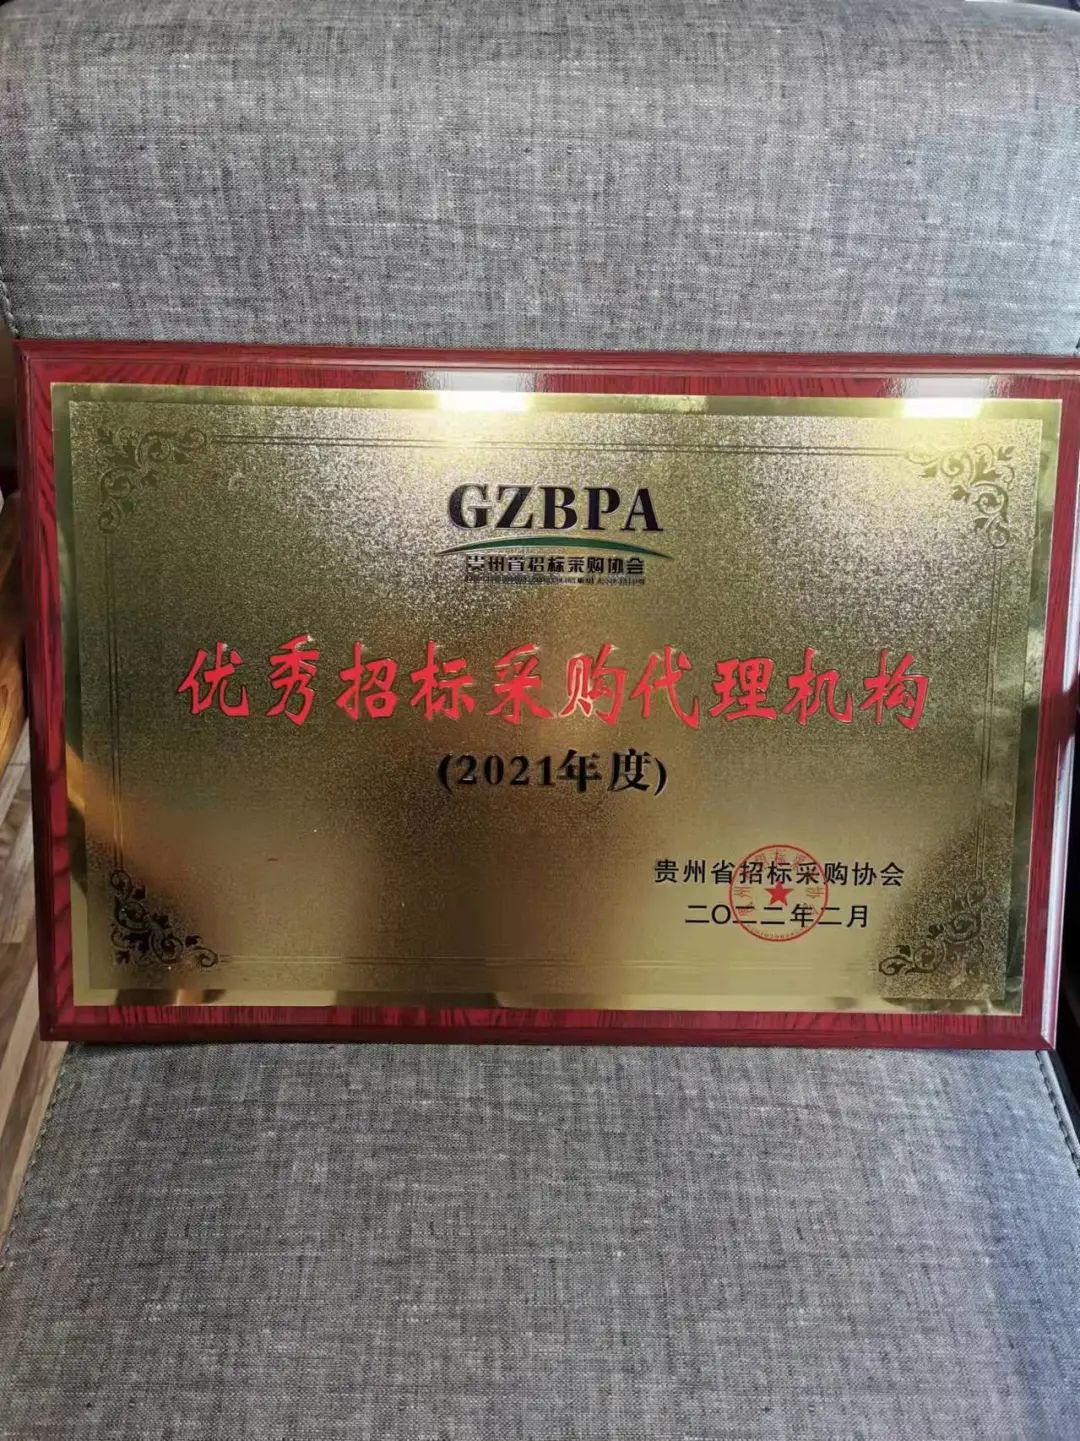 GZBPA
贵州省招标采购协会
优秀招标采购代理机构
(2021年度)
贵州省招标采购协会
二〇二二年二月